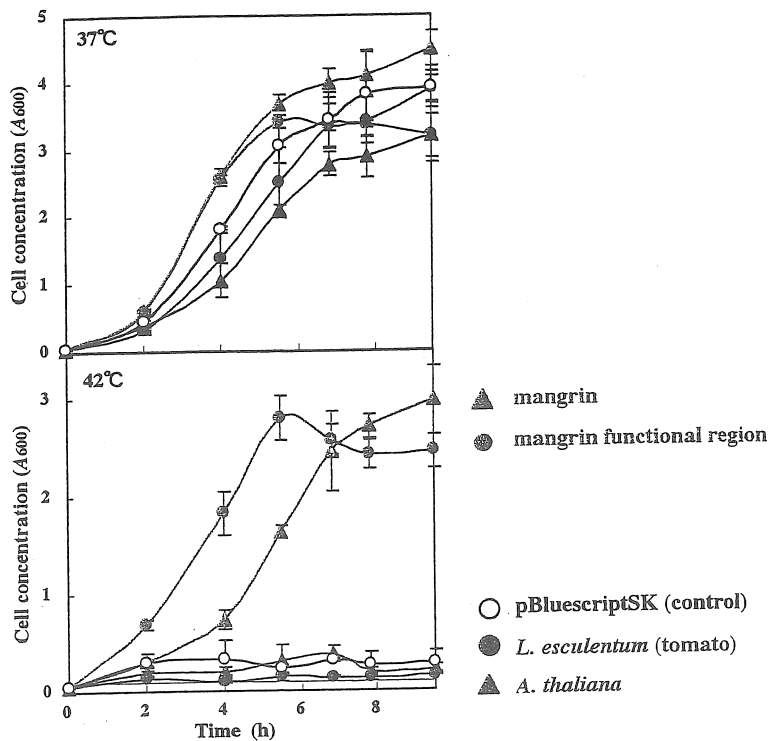 5
37℃
4
3
2
1
0
Cell concentration (A600)
42℃
3
2
1
0
Cell concentration (A600)
0 2 4 6 8
Time (h)
mangrin
mangrin functional region
pBluescriptSK (control)
L. esculentum (tomato)
A. thaliana